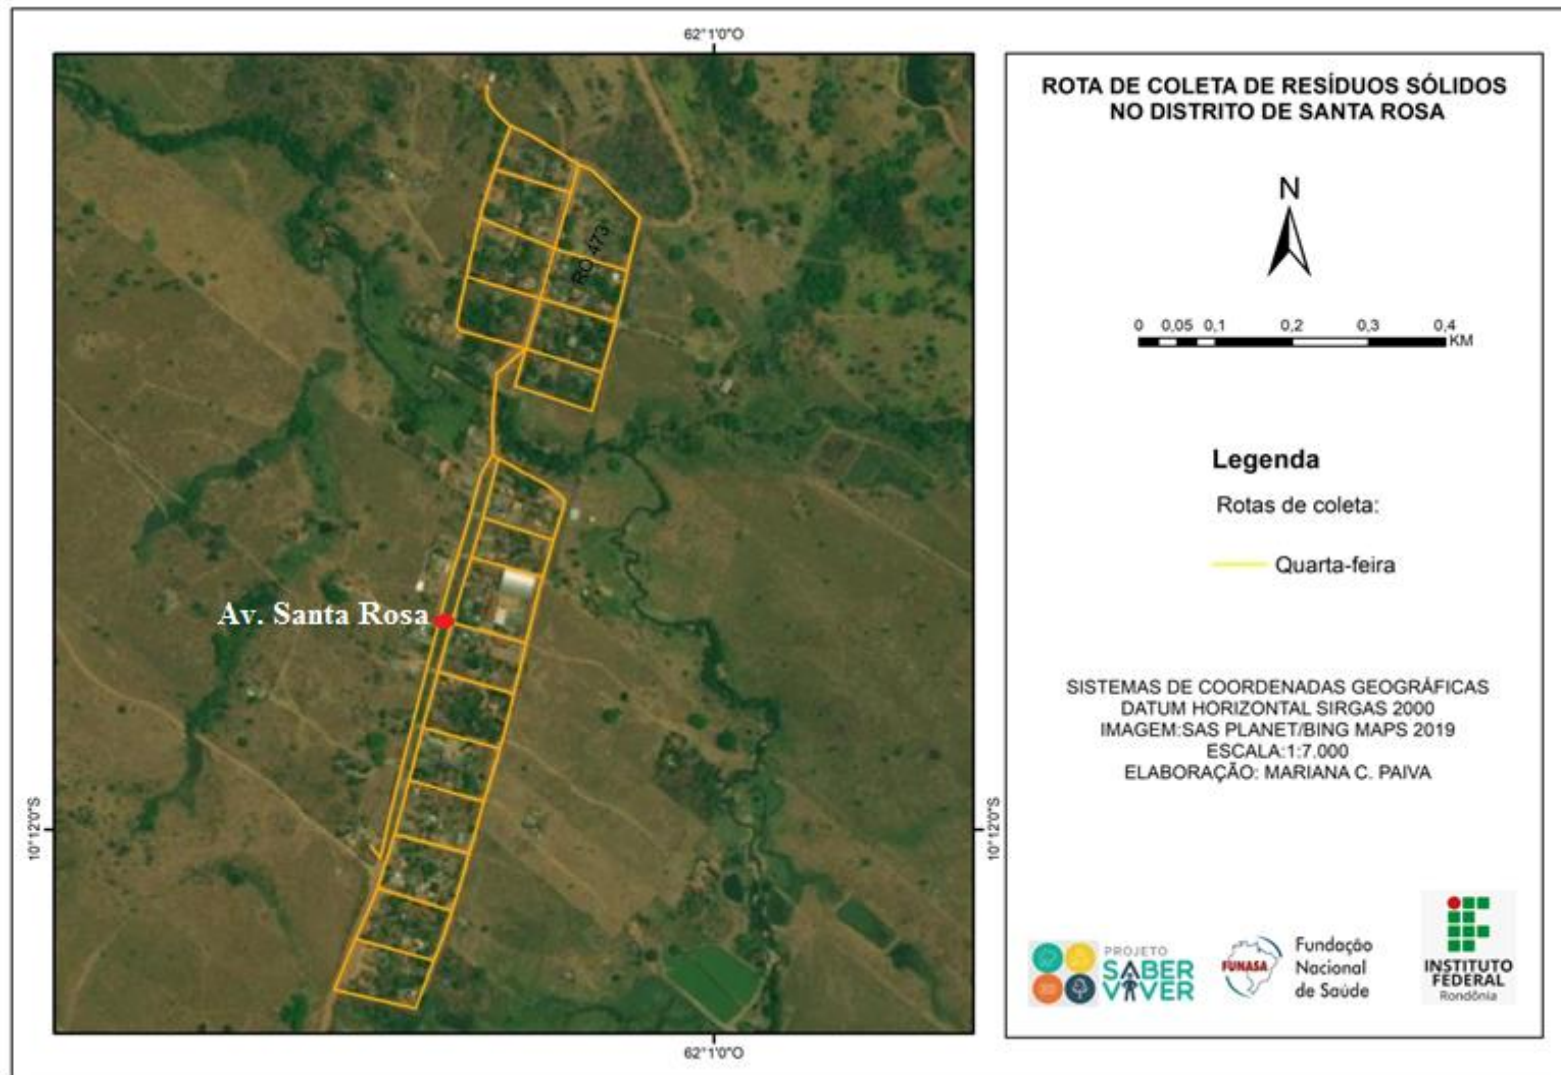 62°1'0"O
ROTA DE COLETA DE RESÍDUOS SÓLIDOS
NO DISTRITO DE SANTA ROSA
N
0 0,05 0,1 0,2 0,3 0,4
KM
RO 473
Legenda
Rotas de coleta:
Quarta-feira
Av. Santa Rosa
SISTEMAS DE COORDENADAS GEOGRÁFICAS
DATUM HORIZONTAL SIRGAS 2000
IMAGEM:SAS PLANET/BING MAPS 2019
ESCALA:1:7.000
ELABORAÇÃO: MARIANA C. PAIVA
10°12'0"S
10°12'0"S
PROJETO
SABER
VIVER
FUNASA
Fundação
Nacional
de Saúde
INSTITUTO
FEDERAL
Rondônia
62°1'0"O